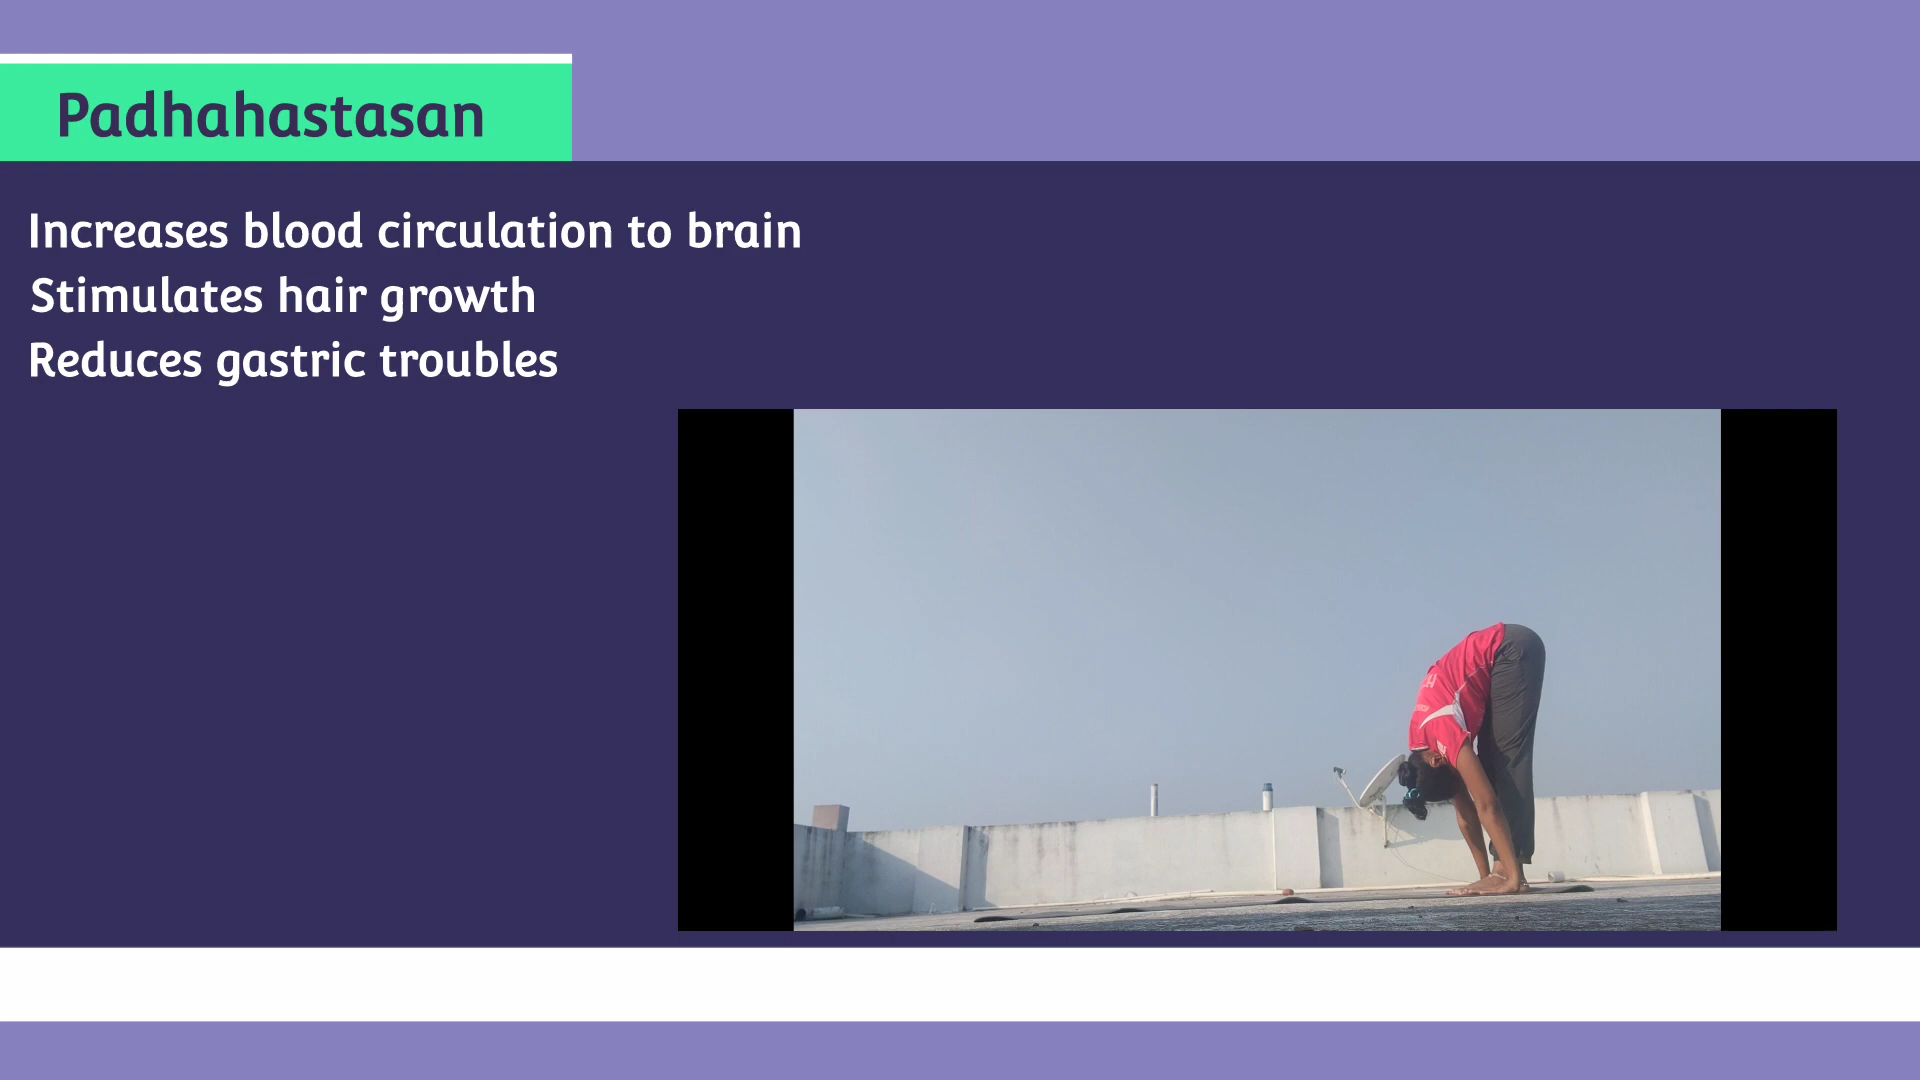 Padhahastasan
Increases blood circulation to brain
Stimulates hair growth
Reduces gastric troubles